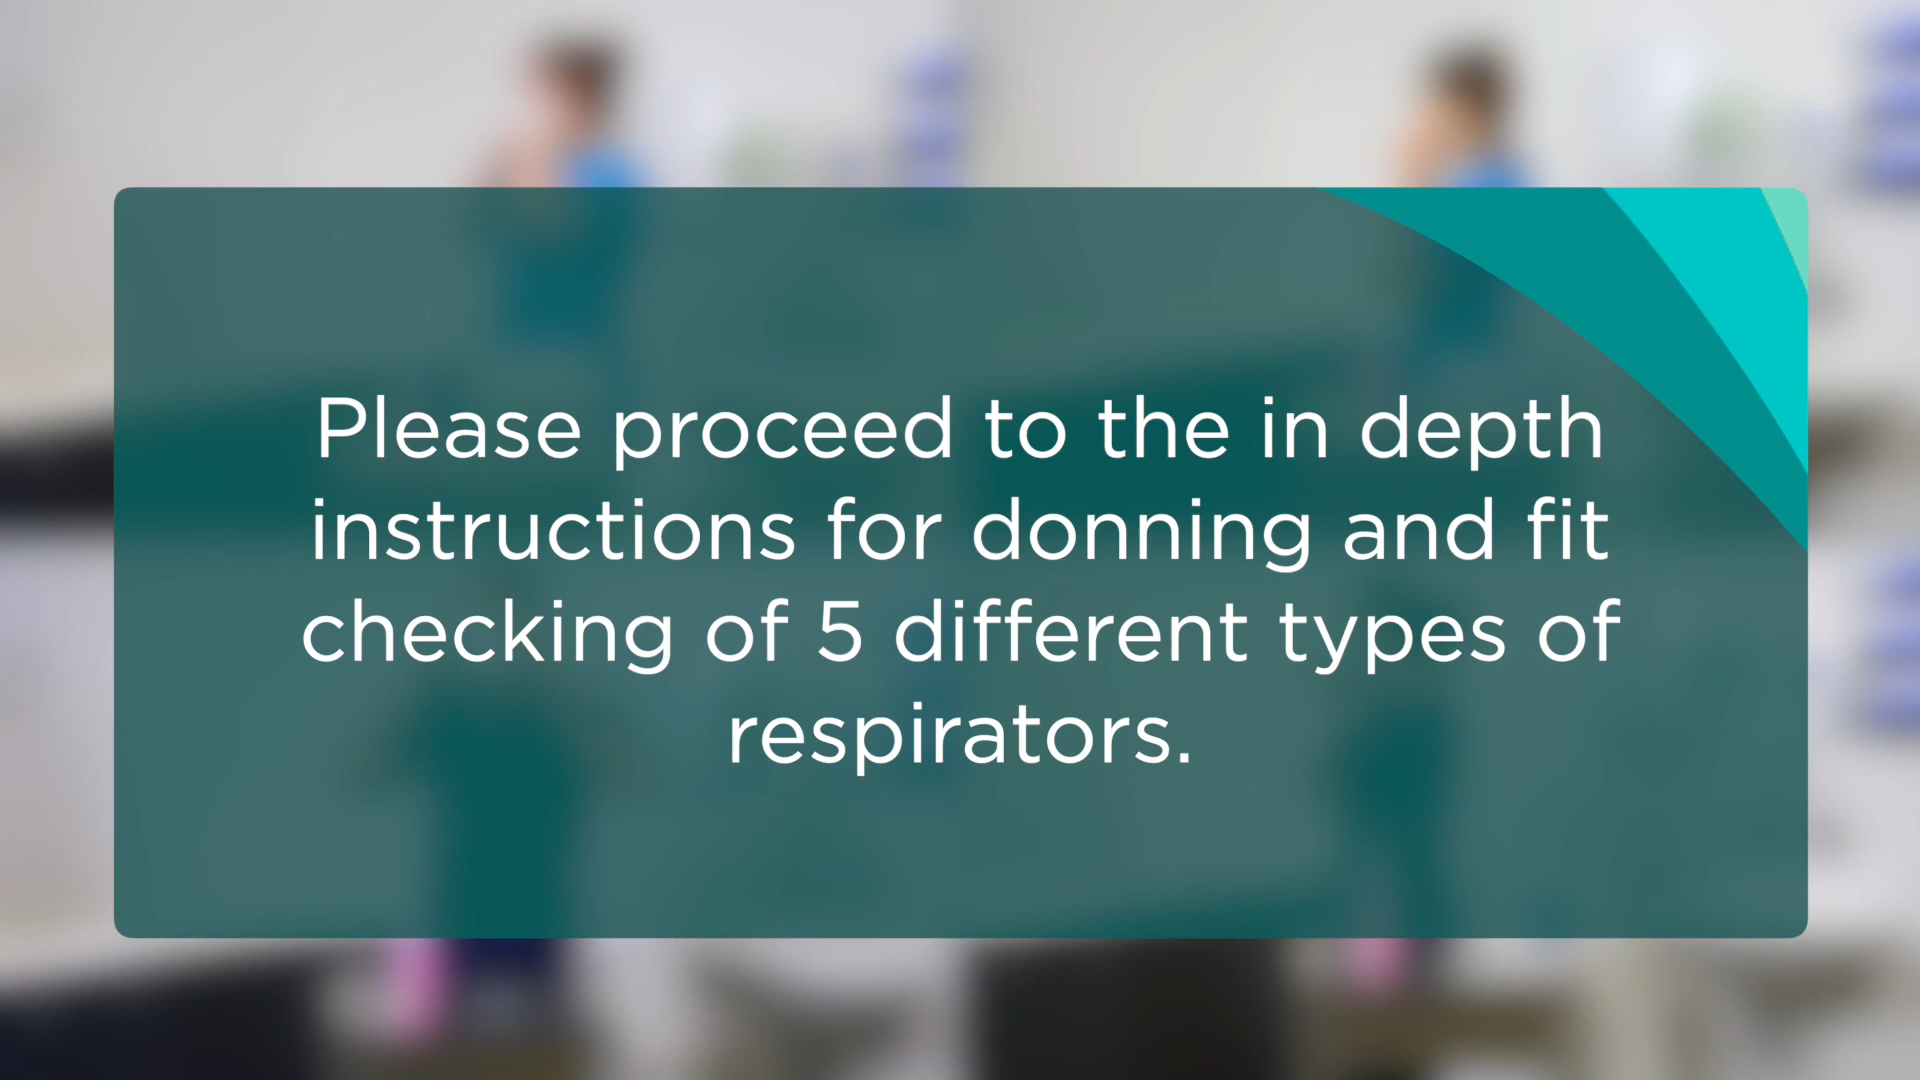 Please proceed to the in depth
instructions for donning and fit
checking of 5 different types of
respirators.